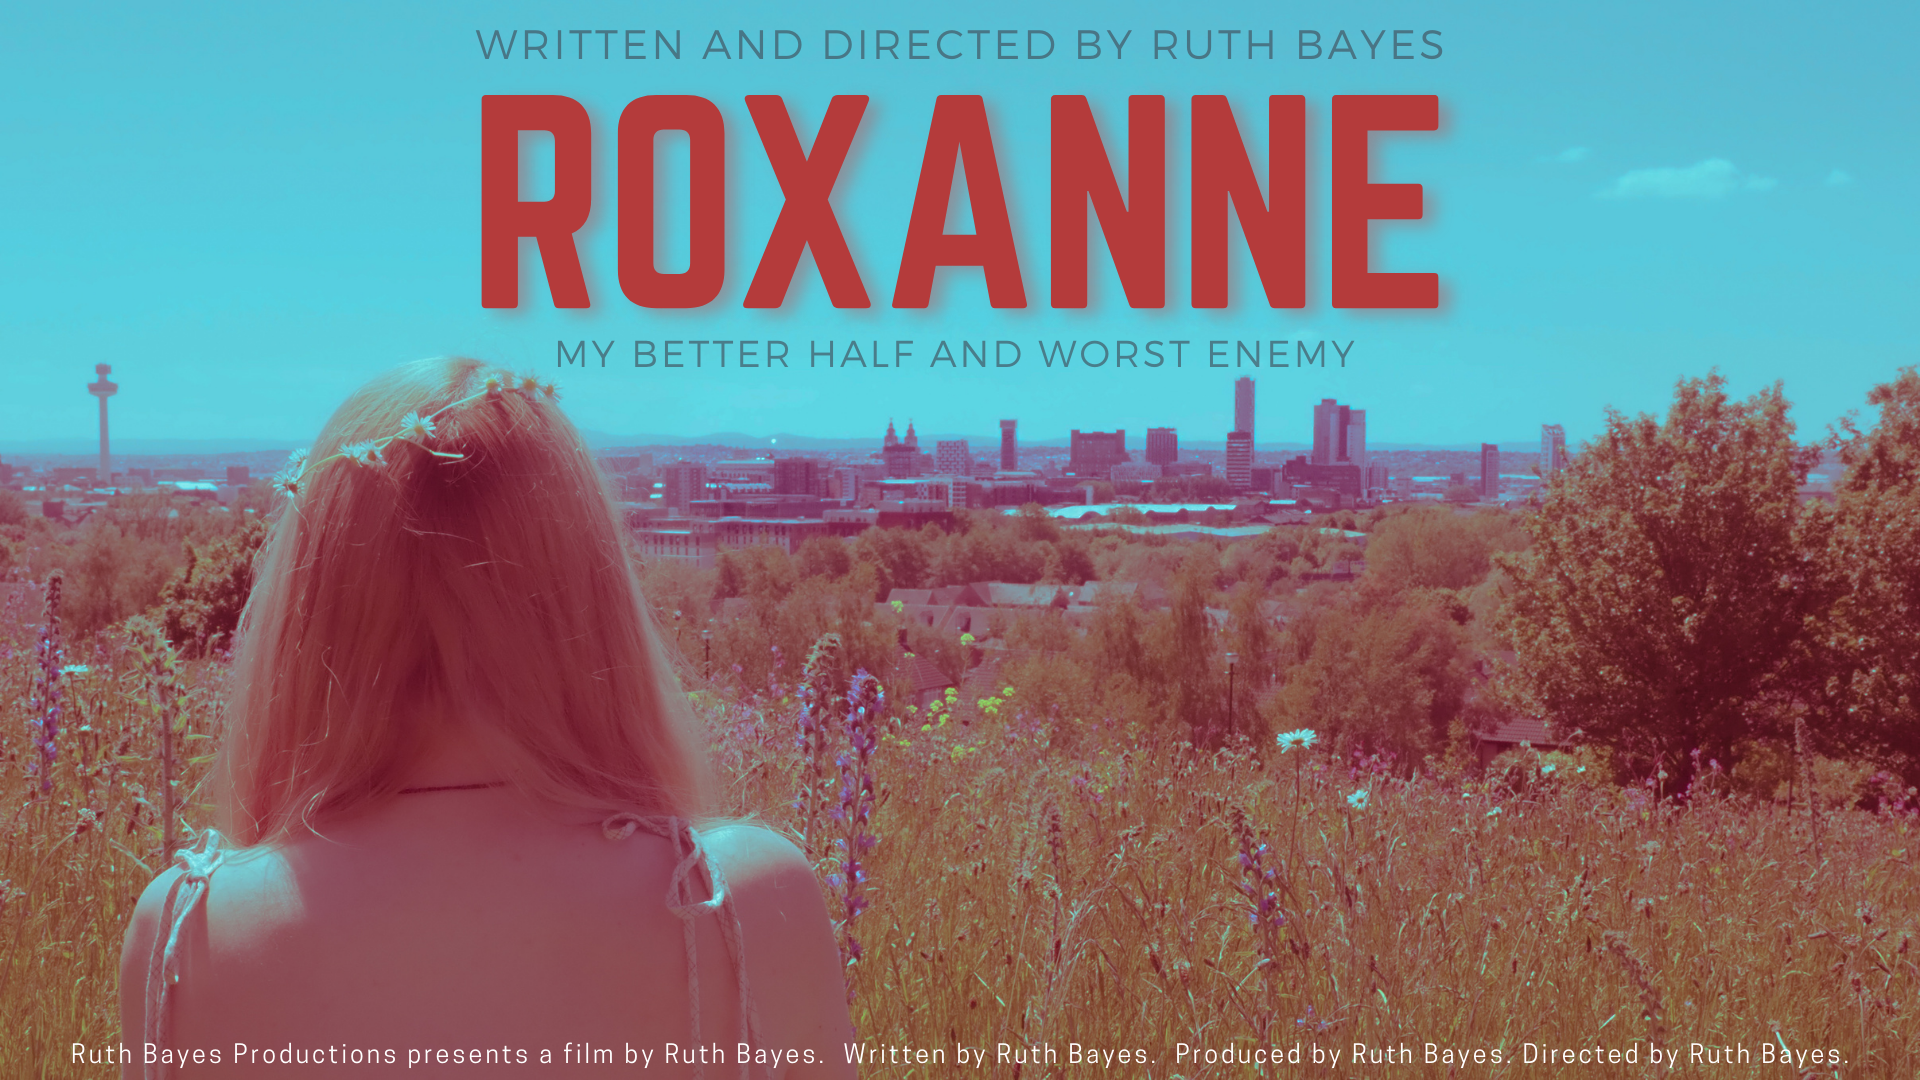 WRITTEN AND DIRECTED BY RUTH BAYES
ROXANNE
MY BETTER HALF AND WORST ENEMY
Ruth Bayes Productions presents a film by Ruth Bayes. Written by Ruth Bayes. Produced by Ruth Bayes. Directed by Ruth Bayes.